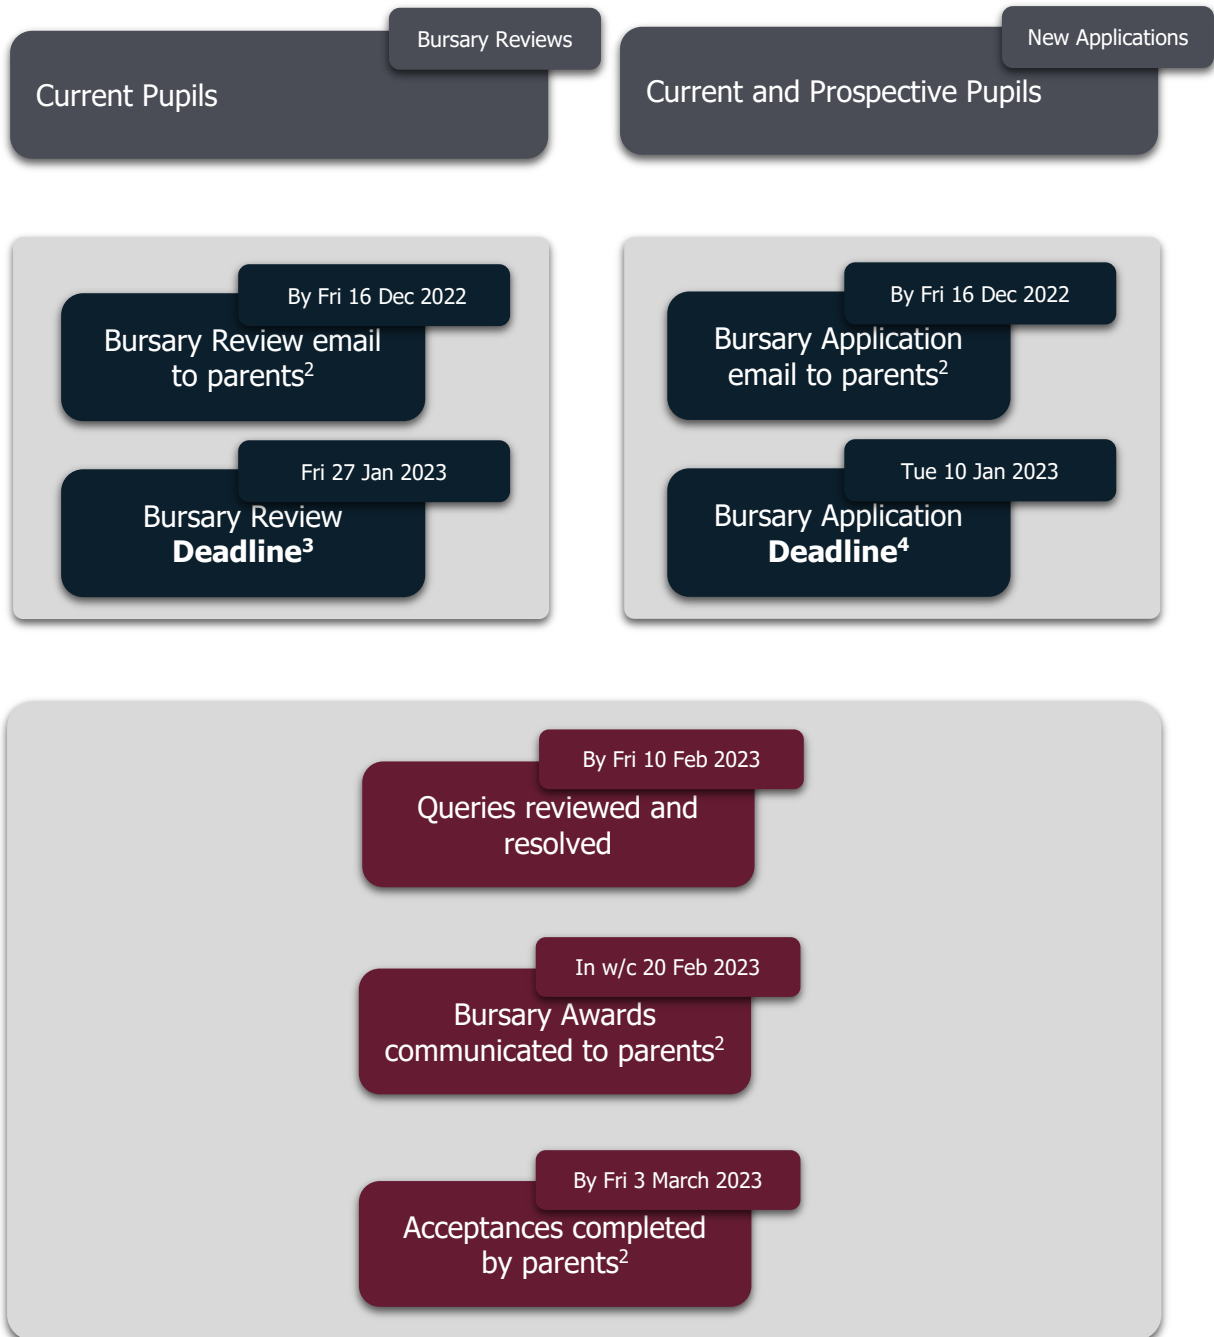 Bursary Reviews
Current Pupils
New Applications
Current and Prospective Pupils
By Fri 16 Dec 2022
Bursary Review email
to parents²
Fri 27 Jan 2023
Bursary Review
Deadline³
By Fri 16 Dec 2022
Bursary Application
email to parents²
Tue 10 Jan 2023
Bursary Application
Deadline⁴
By Fri 10 Feb 2023
Queries reviewed and
resolved
In w/c 20 Feb 2023
Bursary Awards
communicated to parents²
By Fri 3 March 2023
Acceptances completed
by parents²